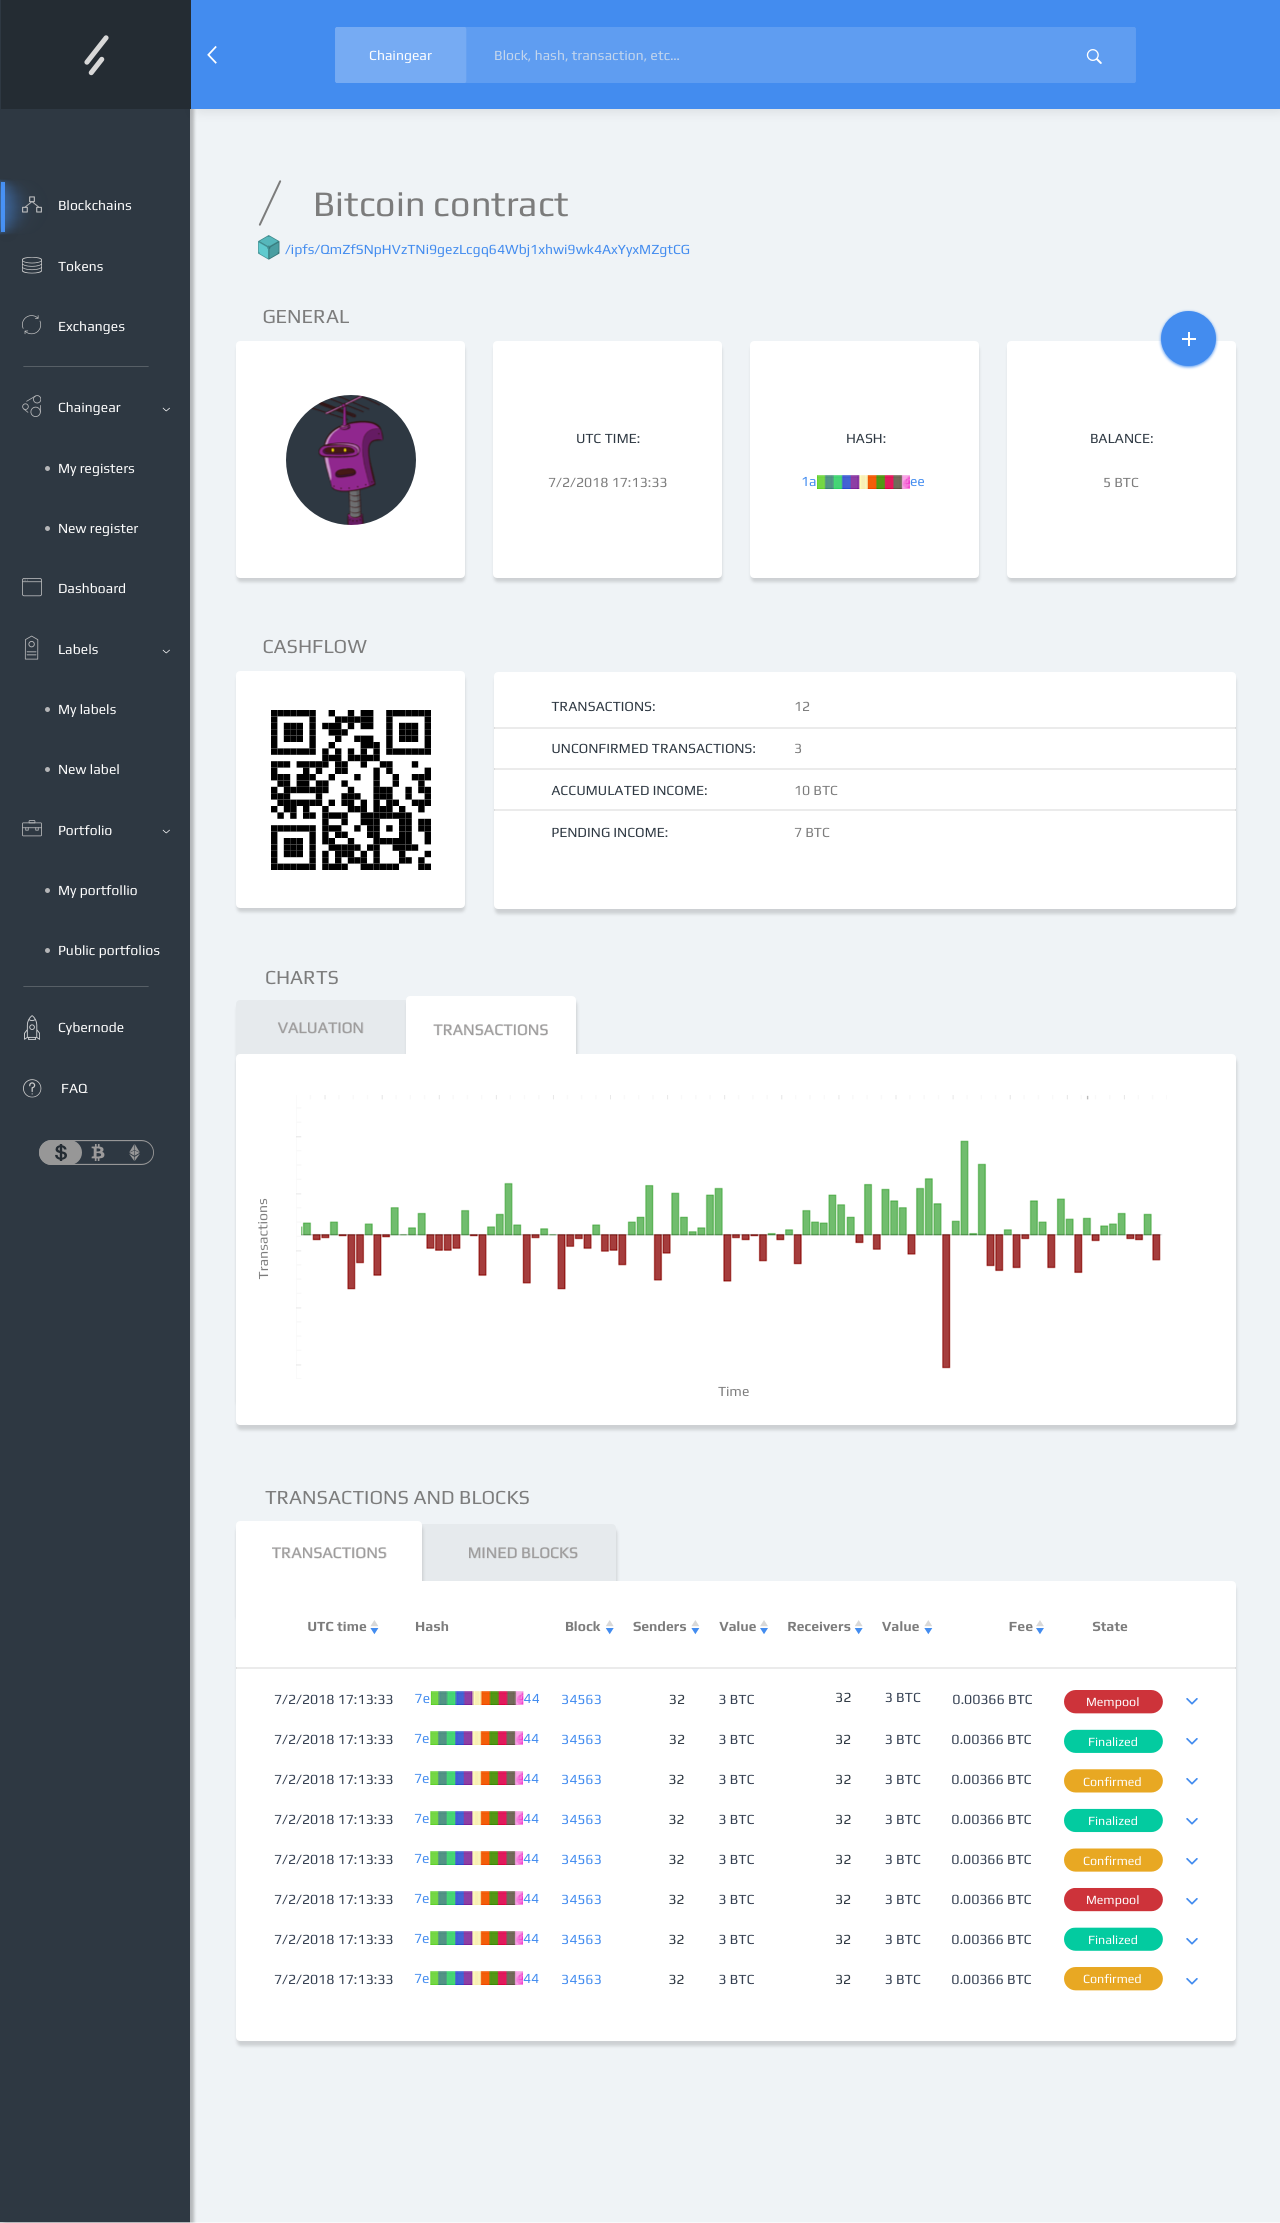 Chaingear
Block, hash, transaction, etc...
Blockchains
Tokens
Exchanges
Chaingear
My registers
New register
Dashboard
Labels
My labels
New label
Portfolio
My portfollio
Public portfolios
Cybernode
FAQ
Bitcoin contract
/ipfs/QmZfSNpHVzTNi9gezLcgq64Wbj1xhwi9wk4AxYyxMZgtCG
GENERAL
UTC TIME:
7/2/2018 17:13:33
HASH:
1a ee
BALANCE:
5 BTC
CASHFLOW
TRANSACTIONS: 12
UNCONFIRMED TRANSACTIONS: 3
ACCUMULATED INCOME: 10 BTC
PENDING INCOME: 7 BTC
CHARTS
VALUATION TRANSACTIONS
Transactions
Time
TRANSACTIONS AND BLOCKS
TRANSACTIONS MINED BLOCKS
UTC time Hash Block Senders Value Receivers Value Fee State
7/2/2018 17:13:33 7e 44 34563 32 3 BTC 32 3 BTC 0.00366 BTC Mempool
7/2/2018 17:13:33 7e 44 34563 32 3 BTC 32 3 BTC 0.00366 BTC Finalized
7/2/2018 17:13:33 7e 44 34563 32 3 BTC 32 3 BTC 0.00366 BTC Confirmed
7/2/2018 17:13:33 7e 44 34563 32 3 BTC 32 3 BTC 0.00366 BTC Finalized
7/2/2018 17:13:33 7e 44 34563 32 3 BTC 32 3 BTC 0.00366 BTC Confirmed
7/2/2018 17:13:33 7e 44 34563 32 3 BTC 32 3 BTC 0.00366 BTC Mempool
7/2/2018 17:13:33 7e 44 34563 32 3 BTC 32 3 BTC 0.00366 BTC Finalized
7/2/2018 17:13:33 7e 44 34563 32 3 BTC 32 3 BTC 0.00366 BTC Confirmed